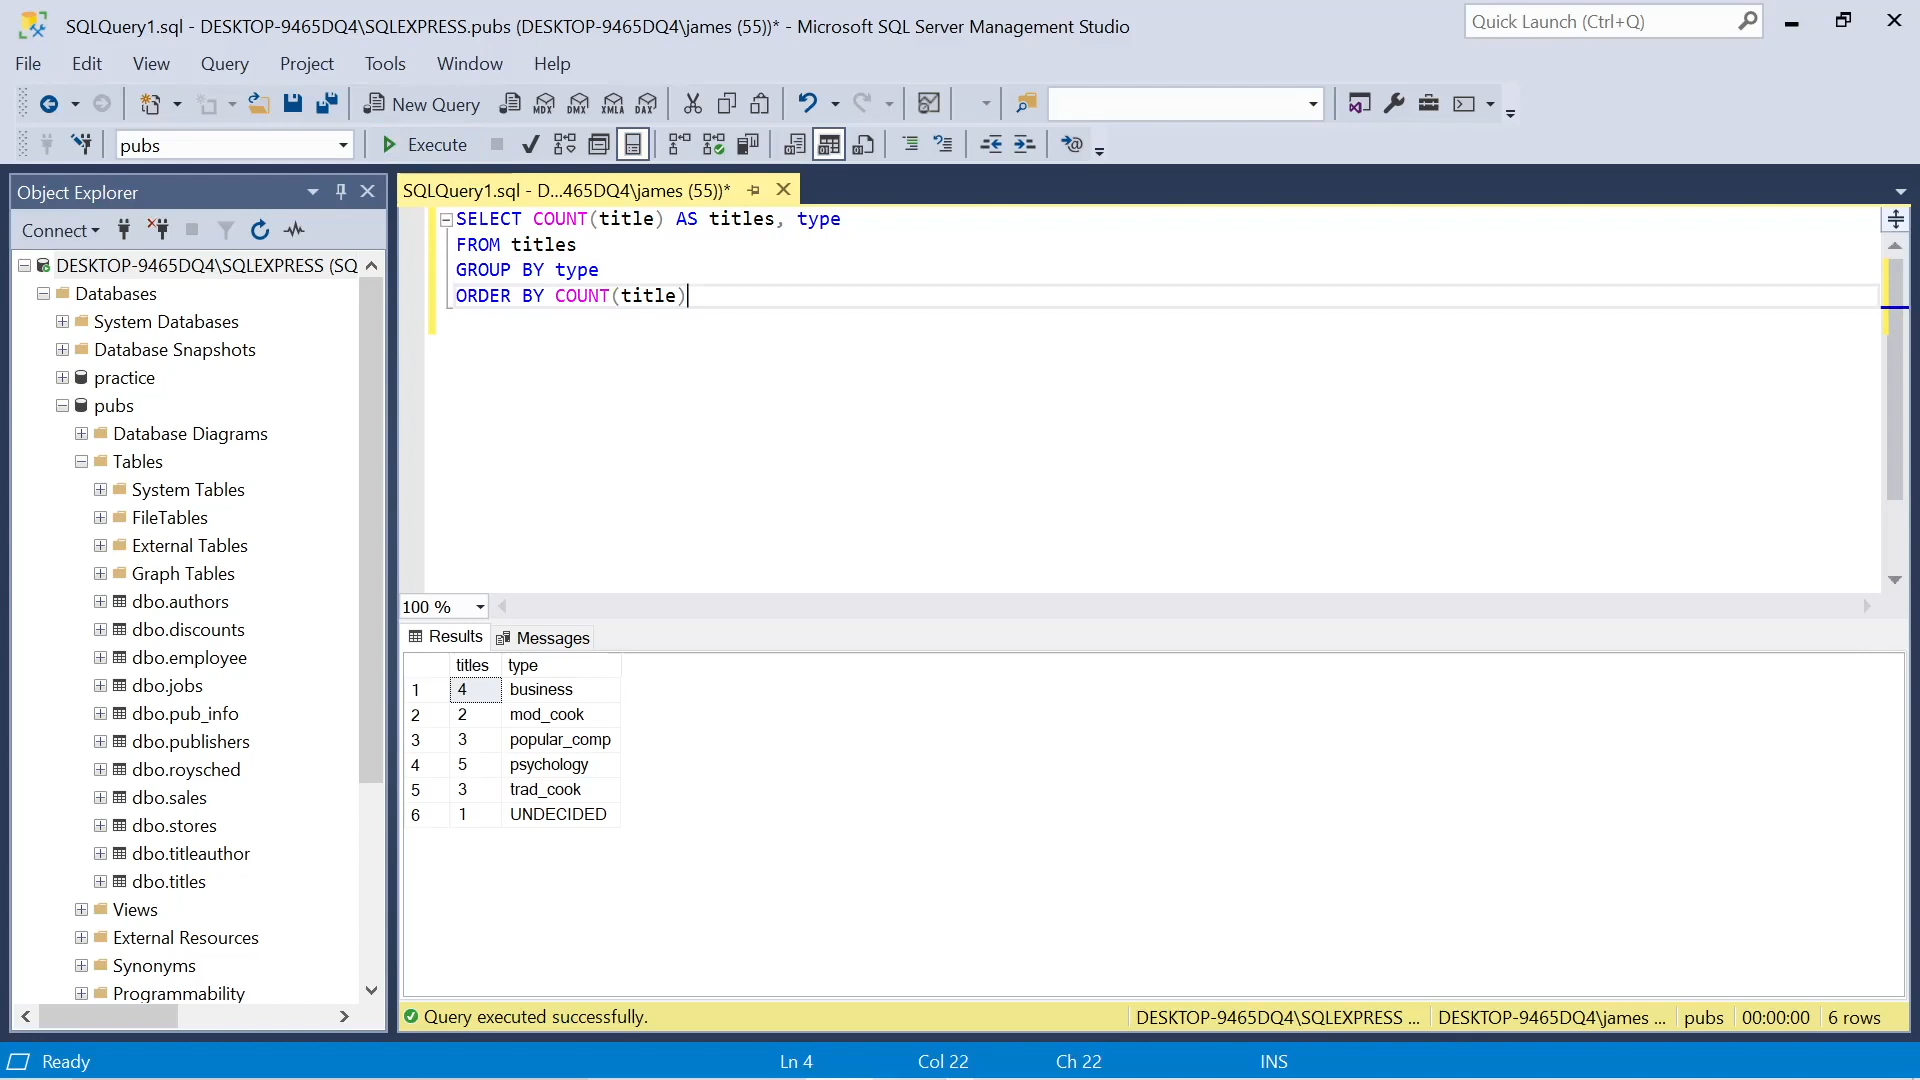 SQLQuery1.sql - DESKTOP-9465DQ4\SQLEXPRESS.pubs (DESKTOP-9465DQ4\james (55))* - Microsoft SQL Server Management Studio
Quick Launch (Ctrl+Q)
File Edit View Query Project Tools Window Help
New Query MDX DMX XMLA DAX
pubs Execute
Object Explorer
SQLQuery1.sql - D...465DQ4\james (55))*
Connect
DESKTOP-9465DQ4\SQLEXPRESS (SQ
Databases
System Databases
Database Snapshots
practice
pubs
Database Diagrams
Tables
System Tables
FileTables
External Tables
Graph Tables
dbo.authors
dbo.discounts
dbo.employee
dbo.jobs
dbo.pub_info
dbo.publishers
dbo.roysched
dbo.sales
dbo.stores
dbo.titleauthor
dbo.titles
Views
External Resources
Synonyms
Programmability
SELECT COUNT(title) AS titles, type
FROM titles
GROUP BY type
ORDER BY COUNT(title)
100 %
Results Messages
titles type
1 4 business
2 2 mod_cook
3 3 popular_comp
4 5 psychology
5 3 trad_cook
6 1 UNDECIDED
Query executed successfully. DESKTOP-9465DQ4\SQLEXPRESS ... DESKTOP-9465DQ4\james ... pubs 00:00:00 6 rows
Ready Ln 4 Col 22 Ch 22 INS